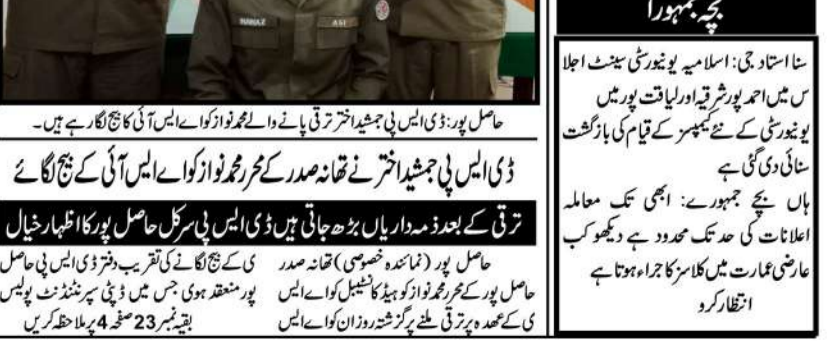 بچہ جمہورا
سنا استاد جی: اسلامیہ یونیورسٹی سینٹ اجلا
س میں احمد پور شرقیہ اور لیاقت پور میں
یونیورسٹی کے نئے کیمپسز کے قیام کی بازگشت
سنائی دی گئی ہے
ہاں بچے جمہورے: ابھی تک معاملہ
اعلانات کی حد تک محدود ہے دیکھو کب
عارضی عمارت میں کلاسز کا جراء ہوتا ہے
انتظار کرو
NAWAZ
ASI
حاصل پور: ڈی ایس پی جمشید اختر ترقی پانے والے محمد نواز کو اے ایس آئی کا بیج لگا رہے ہیں۔
ڈی ایس پی جمشید اختر نے تھانہ صدر کے محرر محمد نواز کو اے ایس آئی کے بیج لگائے
ترقی کے بعد ذمہ داریاں بڑھ جاتی ہیں ڈی ایس پی سرکل حاصل پور کا اظہار خیال
حاصل پور (نمائندہ خصوصی) تھانہ صدر
حاصل پور کے محرر محمد نواز کو ہیڈ کانسٹیبل کو اے ایس
ی کے عہدہ پر ترقی ملنے پر گزشتہ روز ان کو اے ایس
ی کے بیج لگانے کی تقریب دفتر ڈی ایس پی حاصل
پور منعقد ہوی جس میں ڈپٹی سپرنٹنڈنٹ پولیس
بقیہ نمبر 23 صفحہ 4 پر ملاحظہ کریں